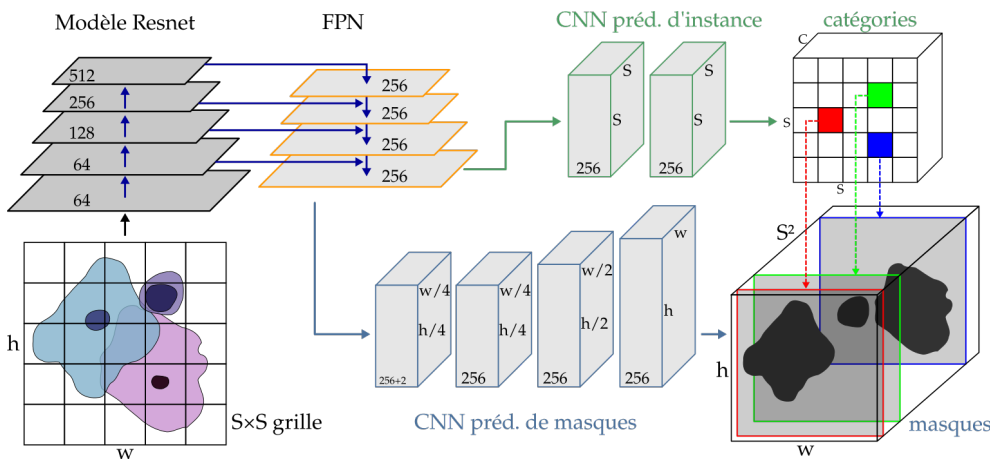 Modèle Resnet
512
256
128
64
64
FPN
256
256
256
256
CNN préd. d'instance
S
S
256
S
S
256
catégories
C
S
S
h
w
S×S grille
w/4
h/4
256+2
w/4
h/4
256
w/2
h/2
256
w
h
256
CNN préd. de masques
S²
h
w
masques